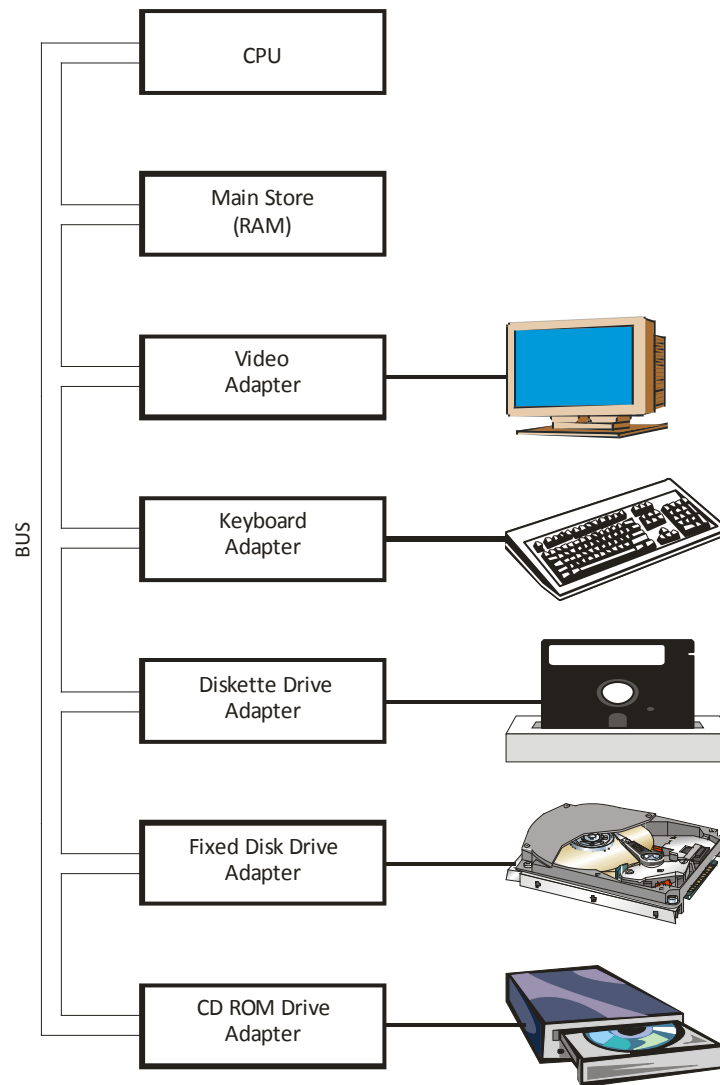 CPU
Main Store
(RAM)
Video
Adapter
Keyboard
Adapter
BUS
Diskette Drive
Adapter
Fixed Disk Drive
Adapter
CD ROM Drive
Adapter